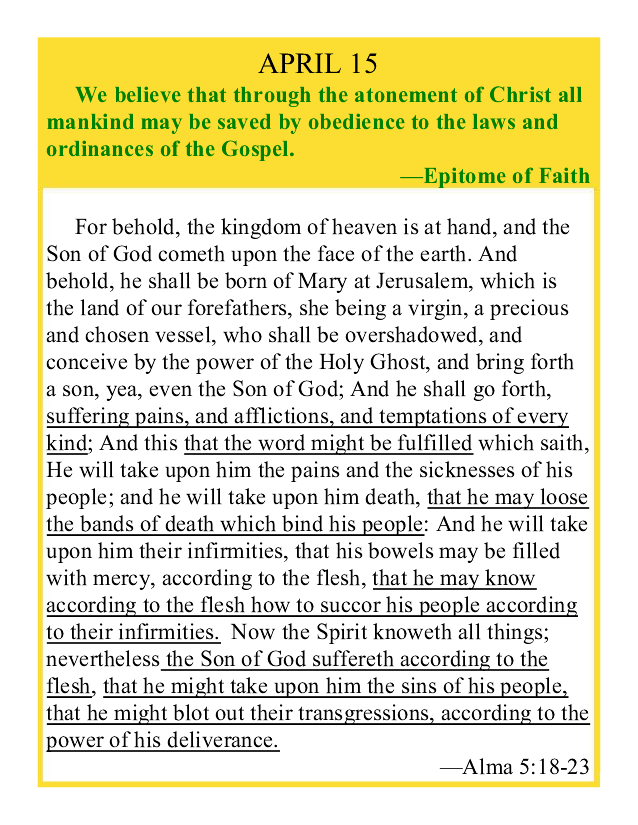 APRIL 15
We believe that through the atonement of Christ all
mankind may be saved by obedience to the laws and
ordinances of the Gospel.
—Epitome of Faith
For behold, the kingdom of heaven is at hand, and the
Son of God cometh upon the face of the earth. And
behold, he shall be born of Mary at Jerusalem, which is
the land of our forefathers, she being a virgin, a precious
and chosen vessel, who shall be overshadowed, and
conceive by the power of the Holy Ghost, and bring forth
a son, yea, even the Son of God; And he shall go forth,
suffering pains, and afflictions, and temptations of every
kind; And this that the word might be fulfilled which saith,
He will take upon him the pains and the sicknesses of his
people; and he will take upon him death, that he may loose
the bands of death which bind his people: And he will take
upon him their infirmities, that his bowels may be filled
with mercy, according to the flesh, that he may know
according to the flesh how to succor his people according
to their infirmities.  Now the Spirit knoweth all things;
nevertheless the Son of God suffereth according to the
flesh, that he might take upon him the sins of his people,
that he might blot out their transgressions, according to the
power of his deliverance.
—Alma 5:18-23